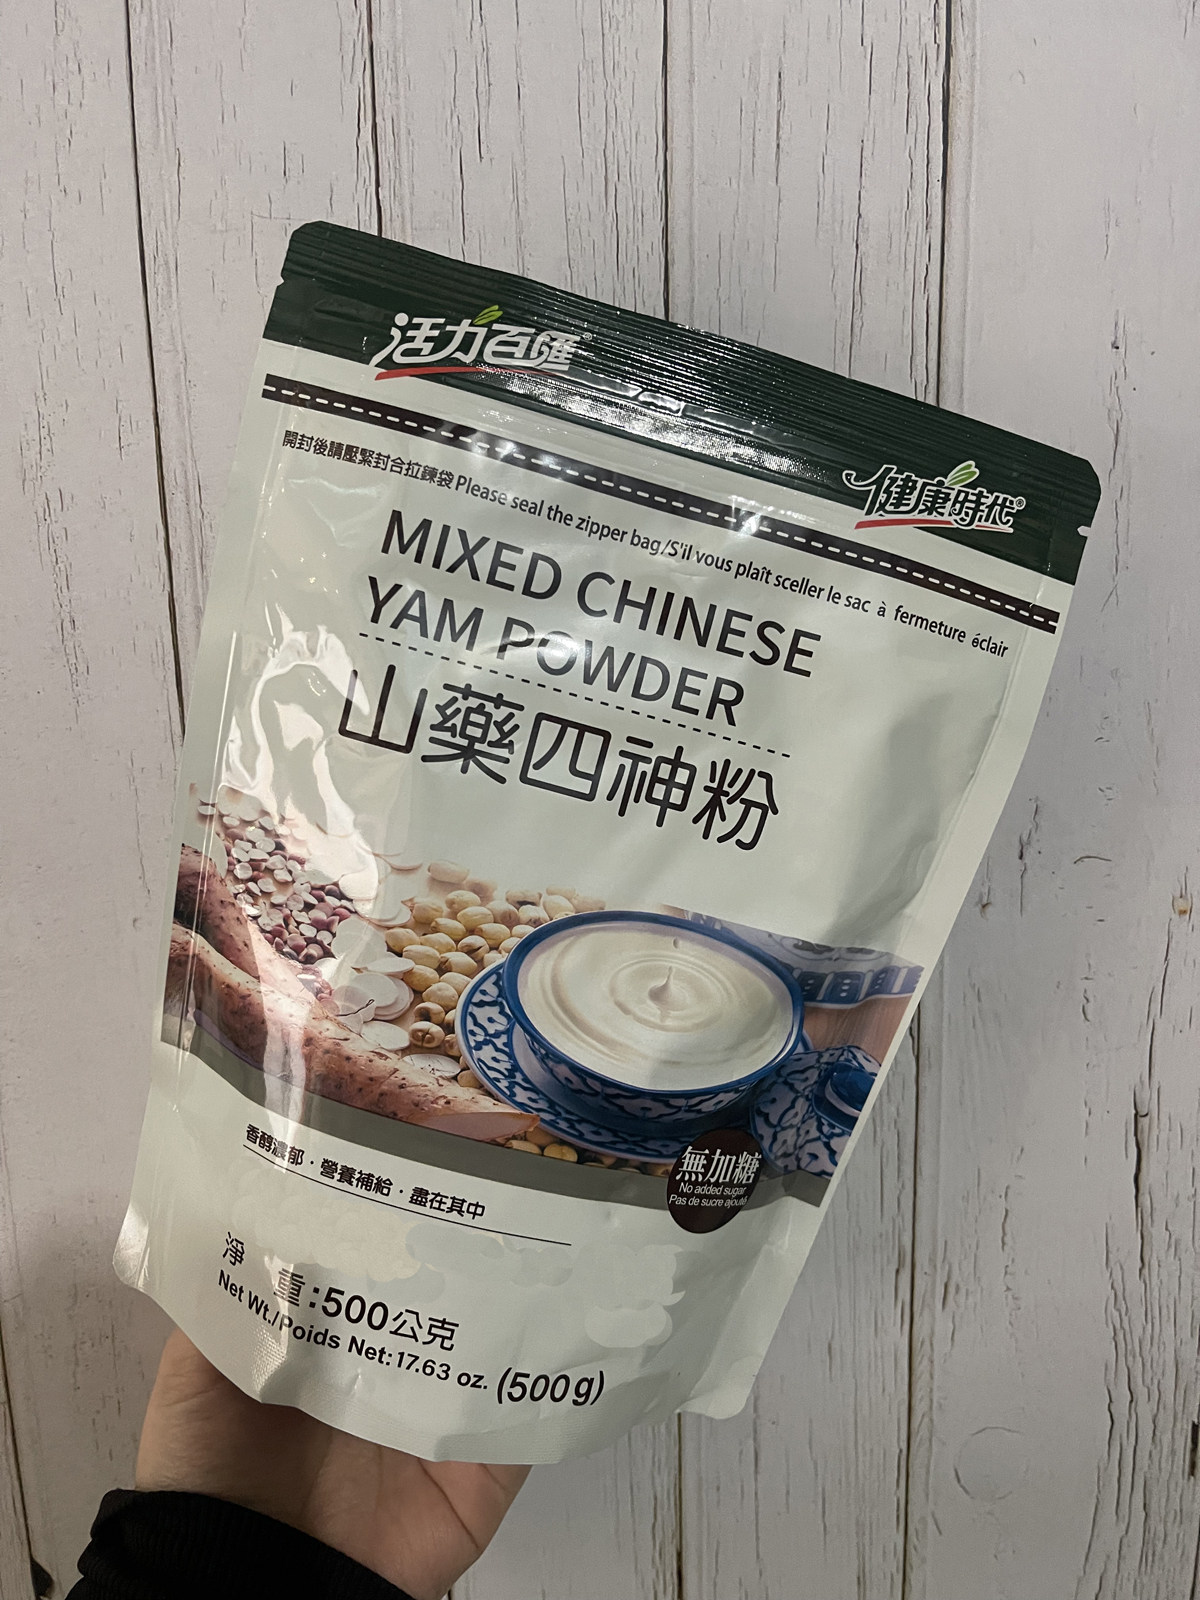 活力百匯®
健康時代®
開封後請壓緊封合拉鍊袋 Please seal the zipper bag/S'il vous plaît sceller le sac à fermeture éclair
MIXED CHINESE
YAM POWDER
山藥四神粉
香醇濃郁·營養補給·盡在其中
無加糖
No added sugar
Pas de sucre ajouté
淨 重:500公克
Net Wt./Poids Net:17.63 oz. (500g)